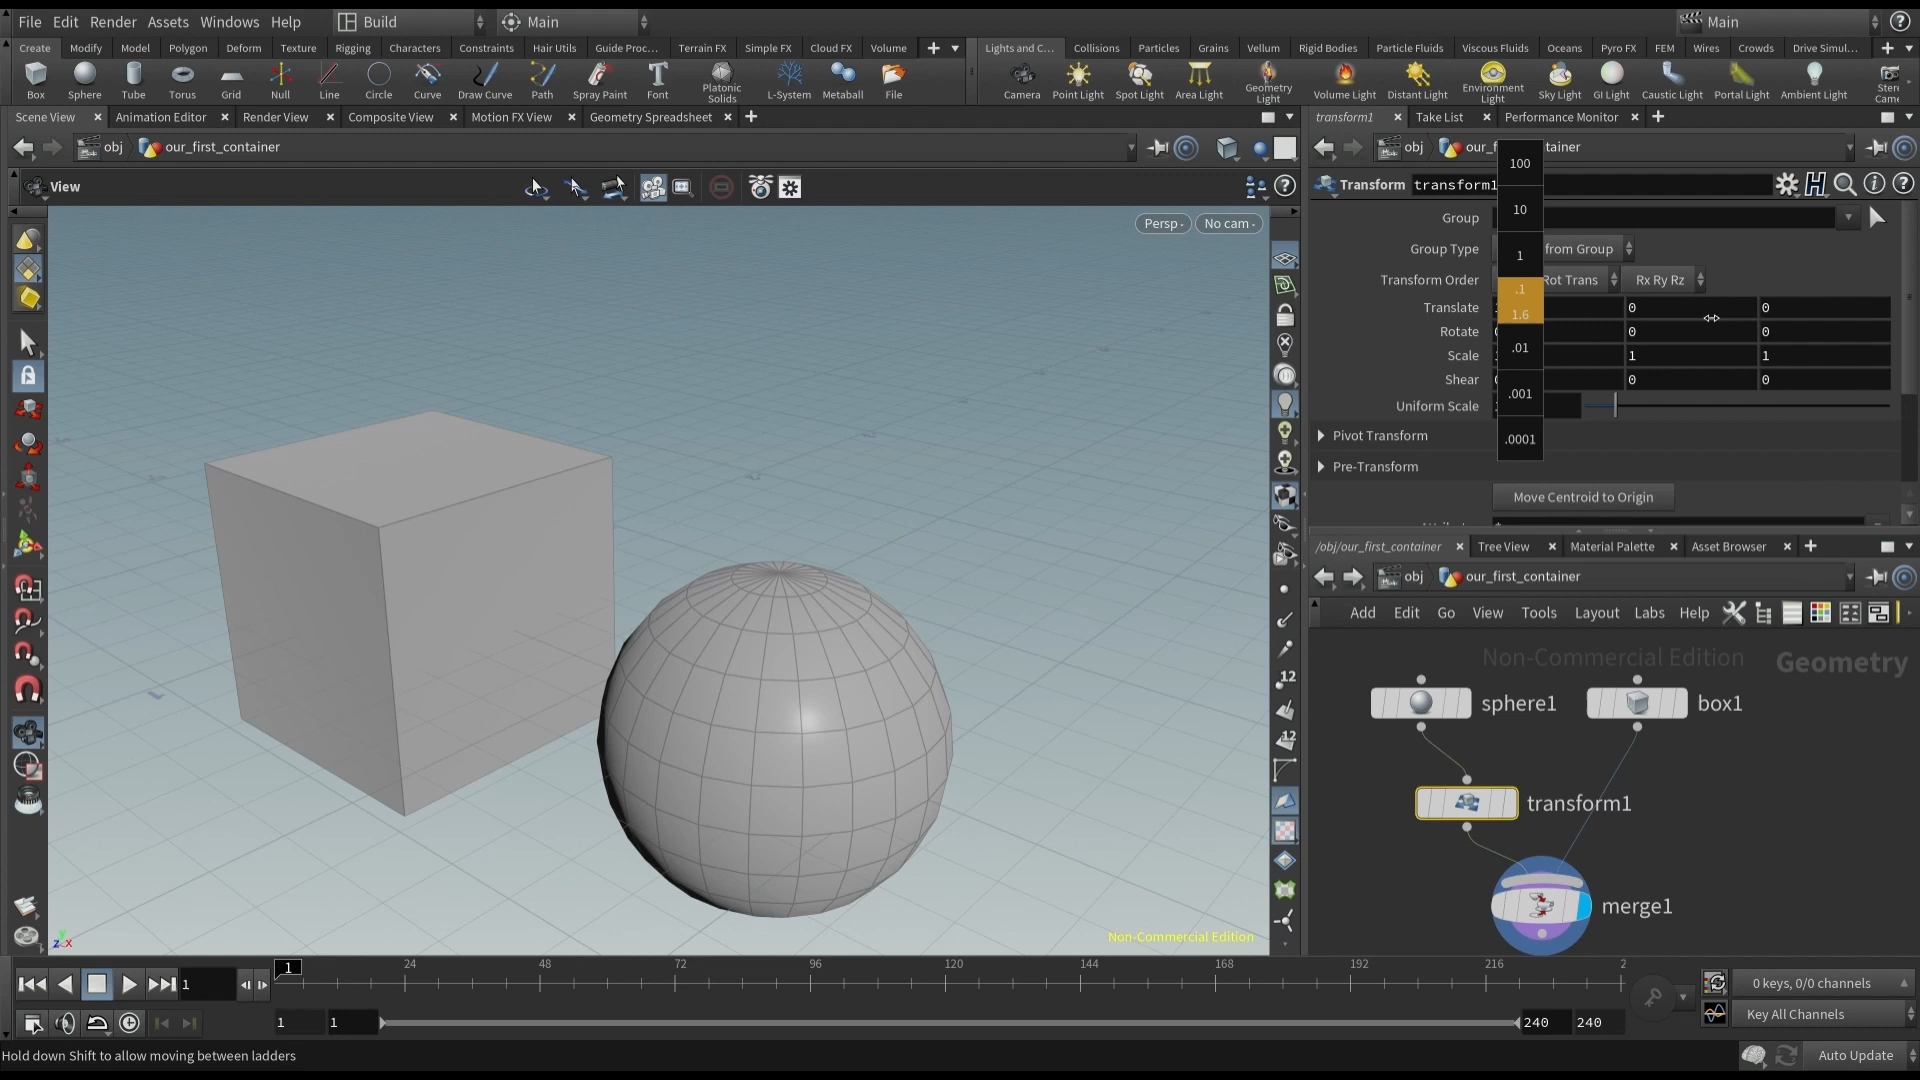 File Edit Render Assets Windows Help Build Main Main
Create Modify Model Polygon Deform Texture Rigging Characters Constraints Hair Utils Guide Proc... Terrain FX Simple FX Cloud FX Volume
Lights and C... Collisions Particles Grains Vellum Rigid Bodies Particle Fluids Viscous Fluids Oceans Pyro FX FEM Wires Crowds Drive Simul...
Box Sphere Tube Torus Grid Null Line Circle Curve Draw Curve Path Spray Paint Font Platonic Solids L-System Metaball File
Camera Point Light Spot Light Area Light Geometry Light Volume Light Distant Light Environment Light Sky Light GI Light Caustic Light Portal Light Ambient Light
Scene View Animation Editor Render View Composite View Motion FX View Geometry Spreadsheet
transform1 Take List Performance Monitor
obj our_first_container
View
Persp No cam
100
10
1
.1
1.6
.01
.001
.0001
Transform transform1
Group
Group Type from Group
Transform Order Rot Trans Rx Ry Rz
Translate 0 0
Rotate 0 0
Scale 1 1
Shear 0 0
Uniform Scale
Pivot Transform
Pre-Transform
Move Centroid to Origin
/obj/our_first_container Tree View Material Palette Asset Browser
obj our_first_container
Add Edit Go View Tools Layout Labs Help
Non-Commercial Edition Geometry
sphere1 box1
transform1
merge1
12
12
z x
Non-Commercial Edition
1 1 24 48 72 96 120 144 168 192 216 2
0 keys, 0/0 channels
1 1 240 240
Key All Channels
Hold down Shift to allow moving between ladders
Auto Update